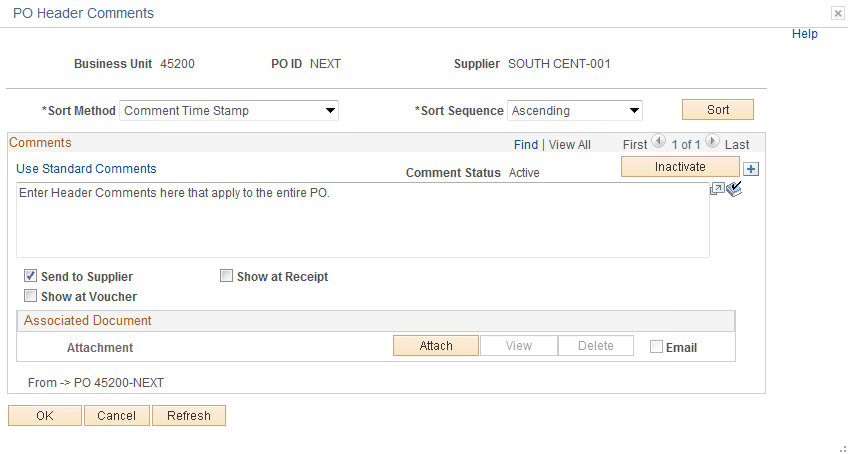 PO Header Comments
Help
Business Unit 45200 PO ID NEXT Supplier SOUTH CENT-001
*Sort Method Comment Time Stamp *Sort Sequence Ascending Sort
Comments Find | View All First 1 of 1 Last
Use Standard Comments Comment Status Active Inactivate
Enter Header Comments here that apply to the entire PO.
Send to Supplier Show at Receipt
Show at Voucher
Associated Document
Attachment Attach View Delete Email
From -> PO 45200-NEXT
OK Cancel Refresh